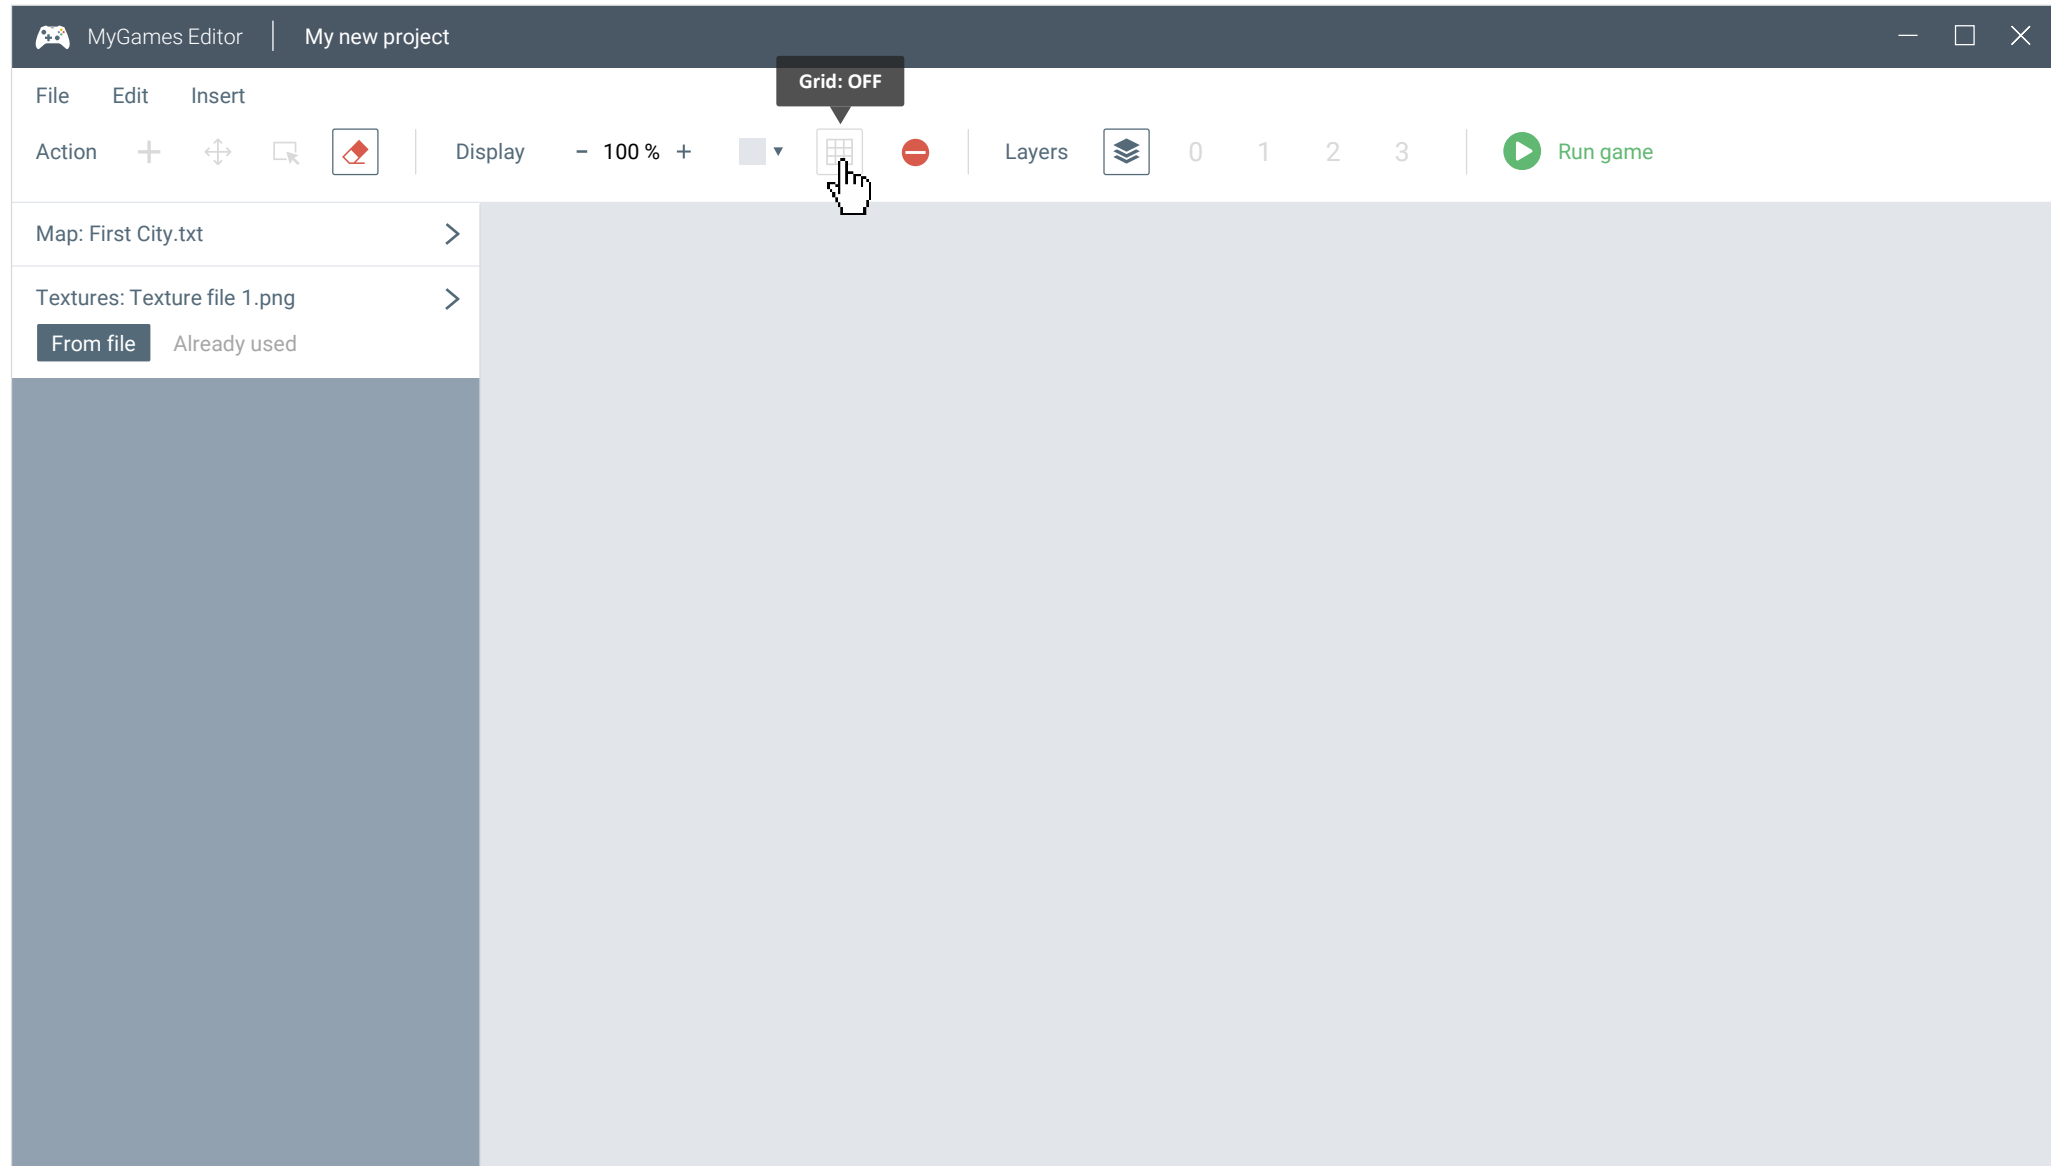 MyGames Editor | My new project
Grid: OFF
File Edit Insert
Action Display - 100 % + Layers 0 1 2 3 Run game
Map: First City.txt
Textures: Texture file 1.png
From file Already used